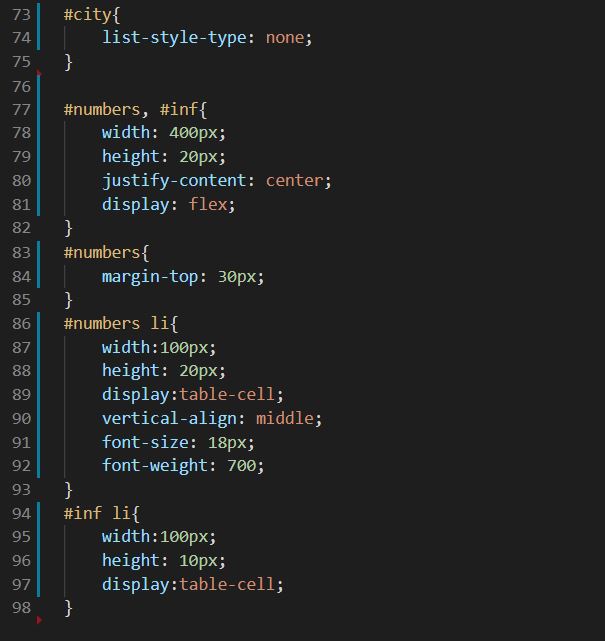 73 #city{
74     list-style-type: none;
75 }
76
77 #numbers, #inf{
78     width: 400px;
79     height: 20px;
80     justify-content: center;
81     display: flex;
82 }
83 #numbers{
84     margin-top: 30px;
85 }
86 #numbers li{
87     width:100px;
88     height: 20px;
89     display:table-cell;
90     vertical-align: middle;
91     font-size: 18px;
92     font-weight: 700;
93 }
94 #inf li{
95     width:100px;
96     height: 10px;
97     display:table-cell;
98 }